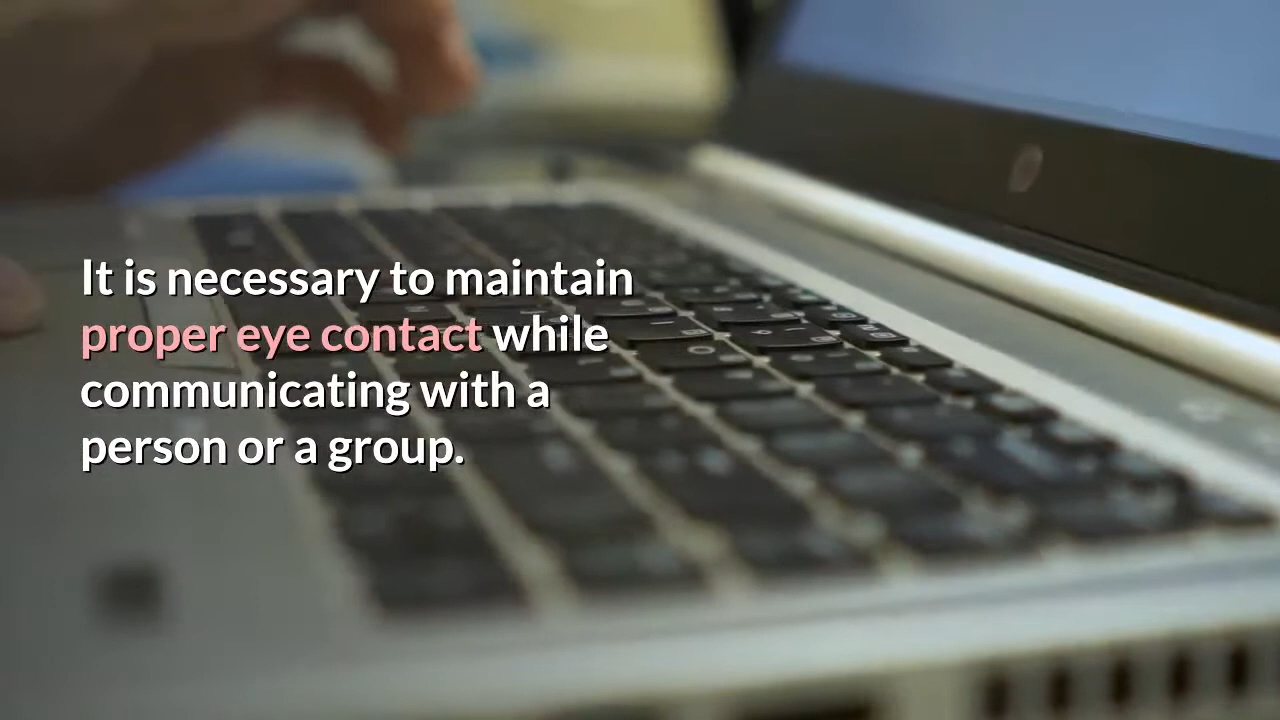 It is necessary to maintain
proper eye contact while
communicating with a
person or a group.